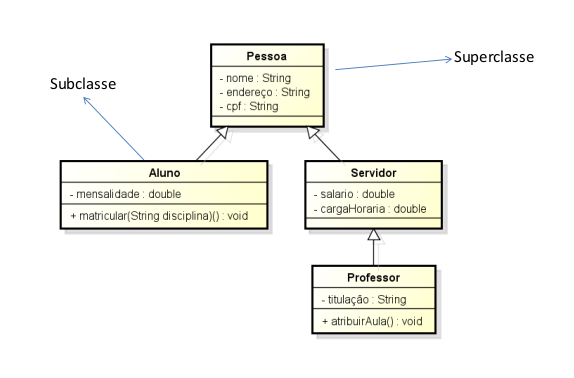 Pessoa
- nome : String
- endereço : String
- cpf : String
Superclasse
Subclasse
Aluno
- mensalidade : double
+ matricular(String disciplina)() : void
Servidor
- salario : double
- cargaHoraria : double
Professor
- titulação : String
+ atribuirAula() : void